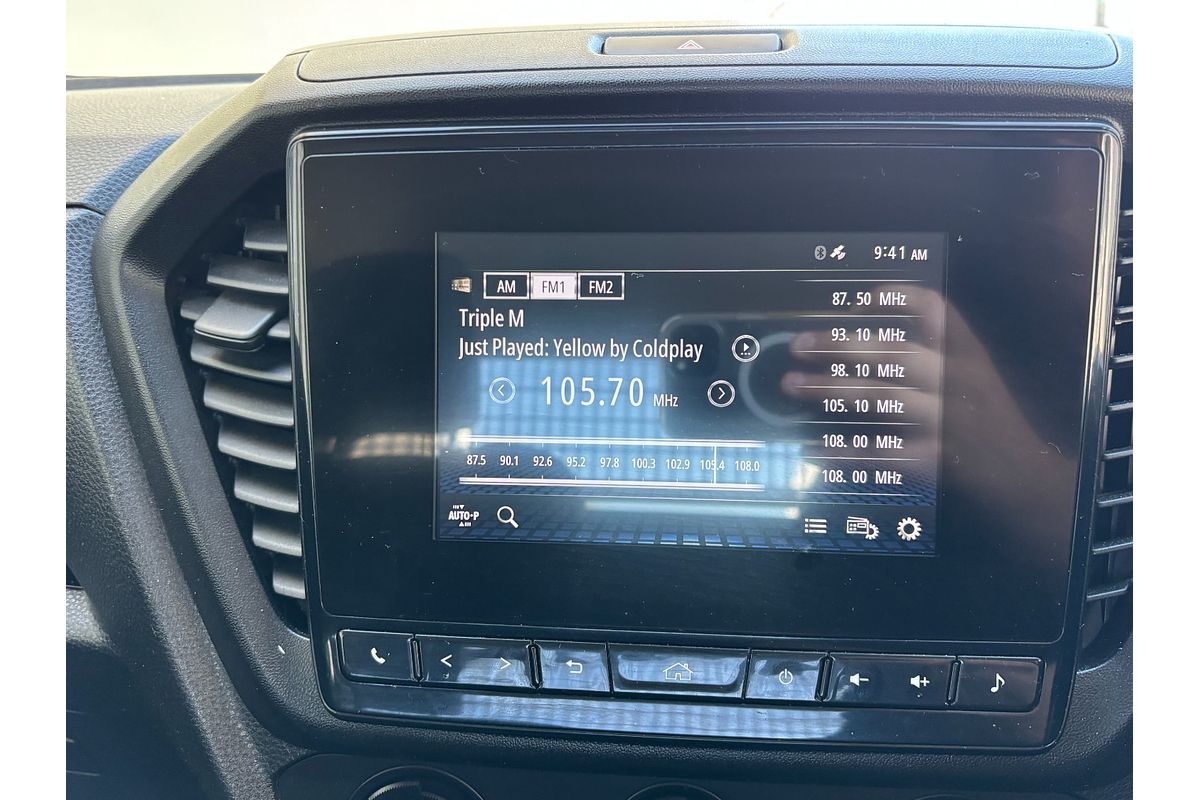 9:41 AM
AM FM1 FM2
Triple M
Just Played: Yellow by Coldplay
105.70 MHz
87.5 90.1 92.6 95.2 97.8 100.3 102.9 105.4 108.0
AUTO-P
87. 50 MHz
93. 10 MHz
98. 10 MHz
105. 10 MHz
108. 00 MHz
108. 00 MHz